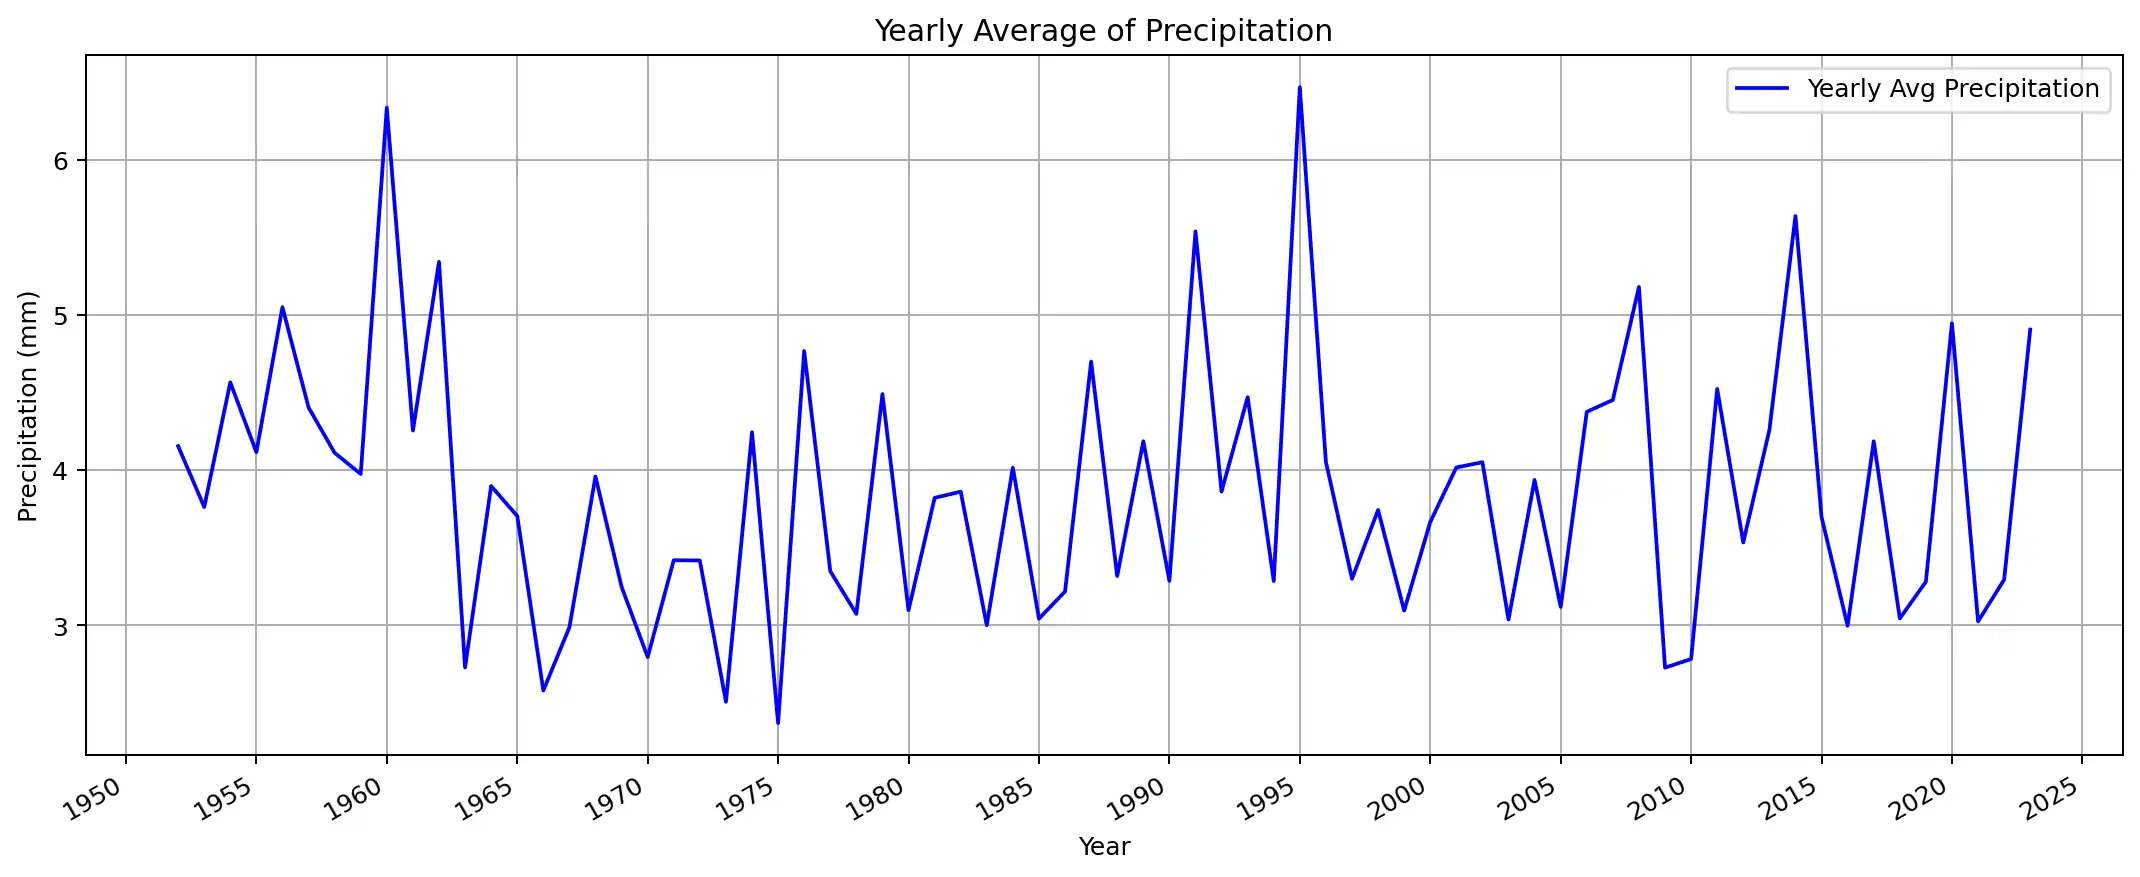 Yearly Average of Precipitation
Yearly Avg Precipitation
Precipitation (mm)
6
5
4
3
1950 1955 1960 1965 1970 1975 1980 1985 1990 1995 2000 2005 2010 2015 2020 2025
Year